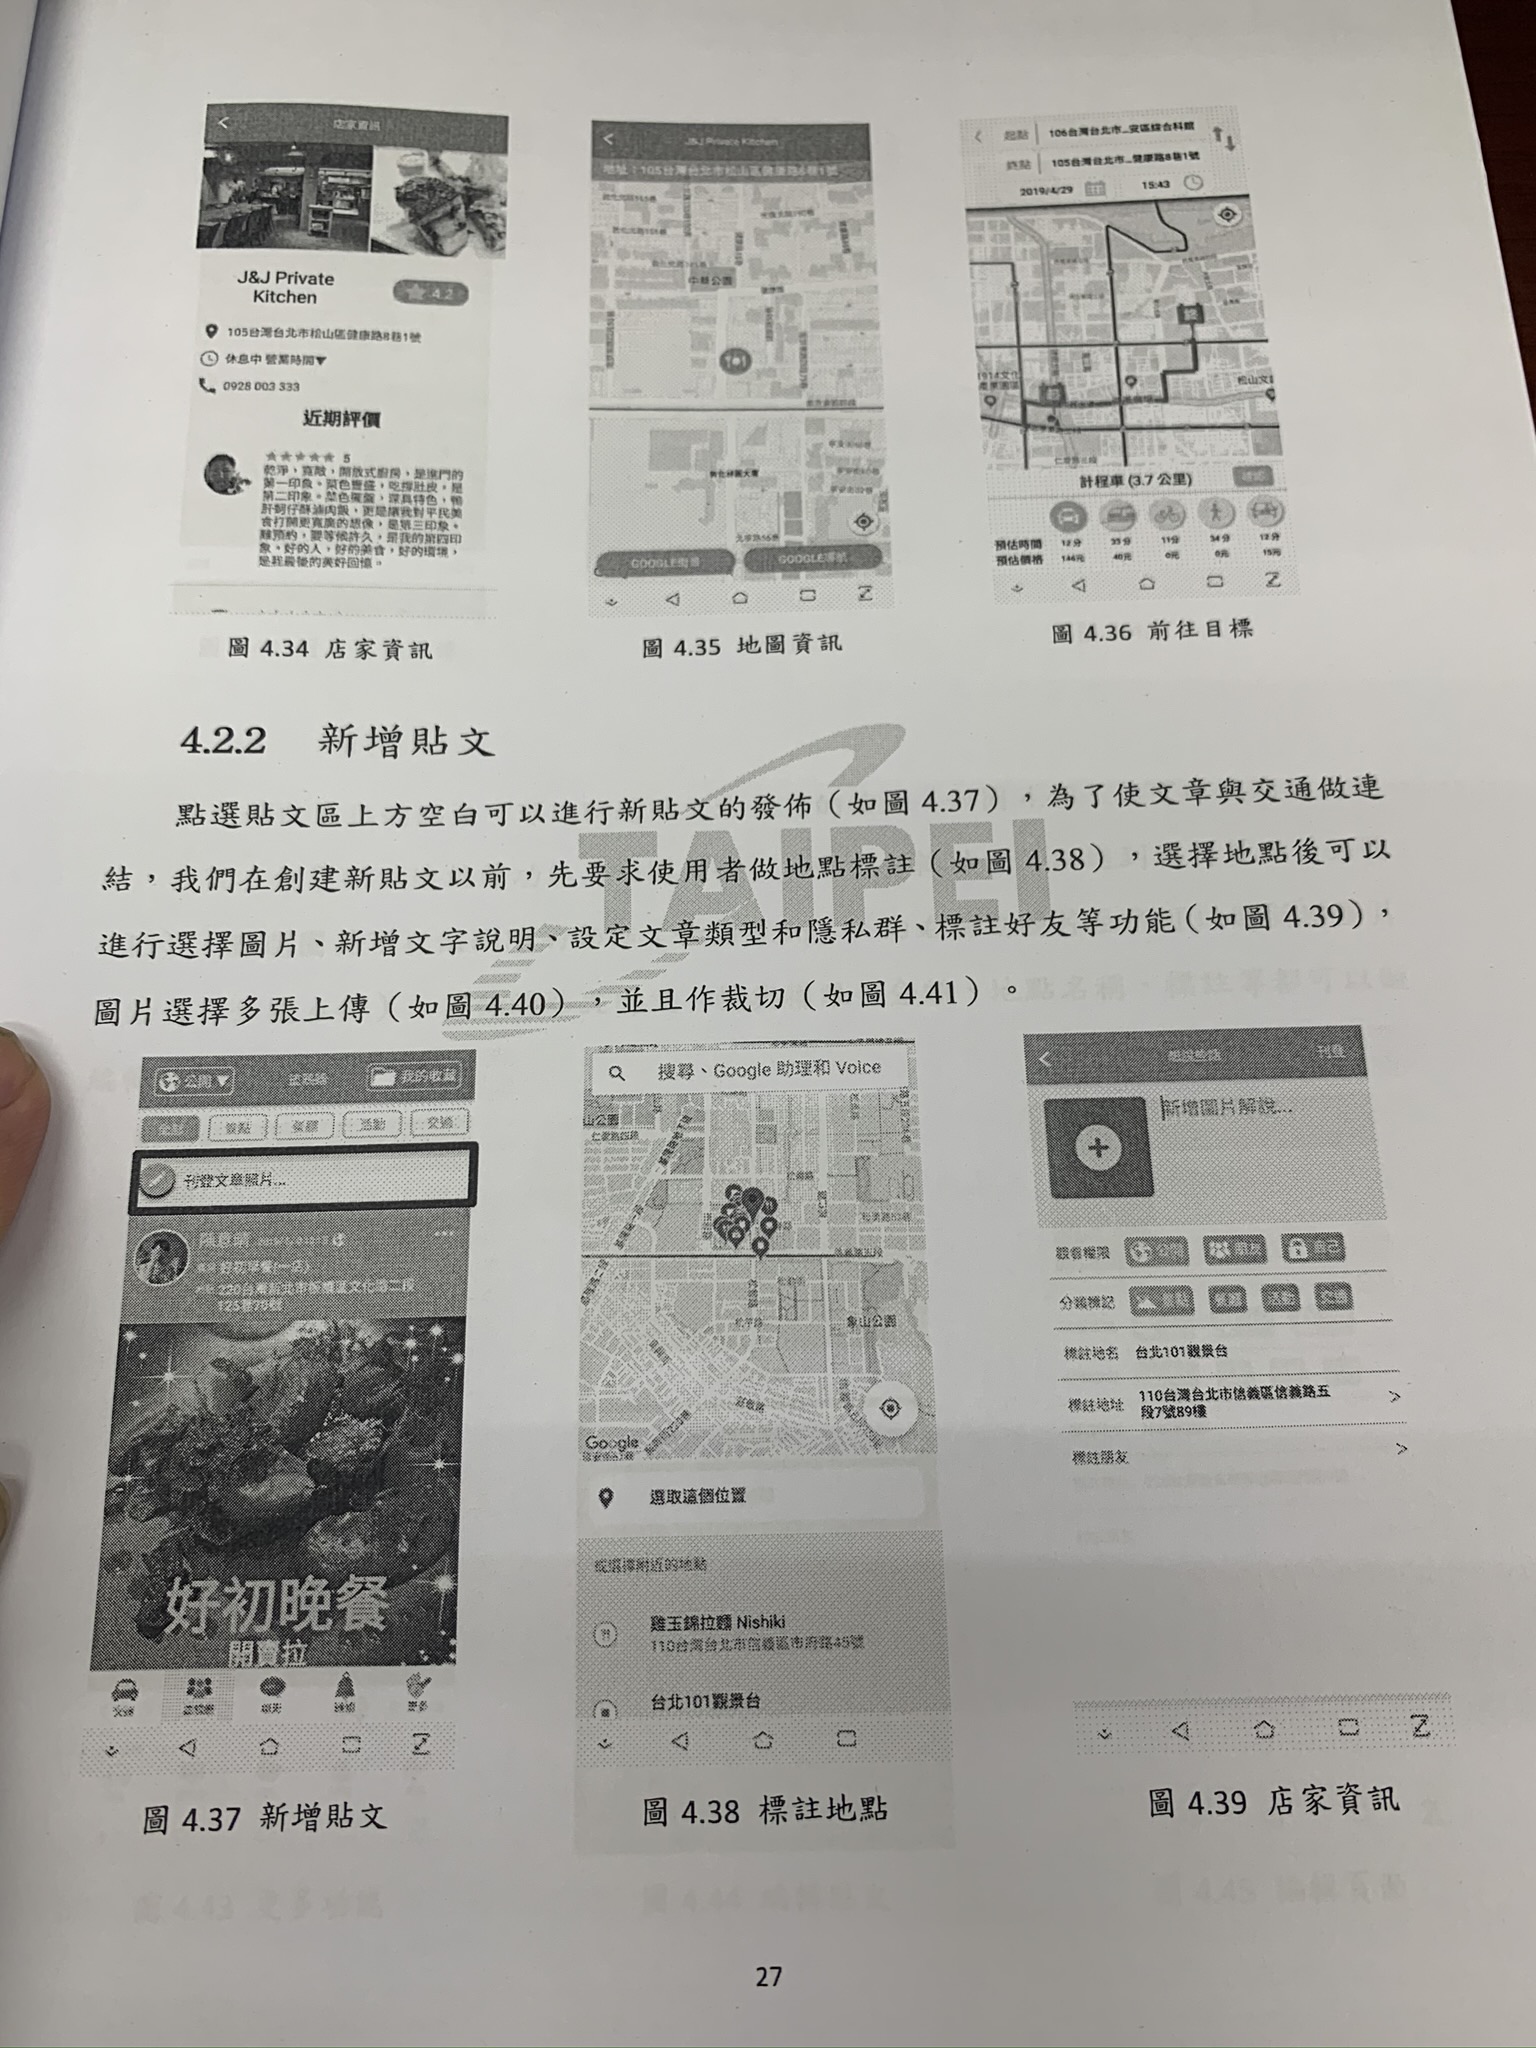 店家資訊
J&J Private
Kitchen
4.2
105台灣台北市松山區健康路8巷1號
休息中 營業時間▼
0928 003 333
近期評價
★★★★★ 5
乾淨，寬敞，開放式廚房，是進門的
第一印象。菜色豐盛，吃撐肚皮，是
第二印象。菜色擺盤，深具特色，鴨
肝蚵仔酥滷肉飯，更是讓我對平民美
食打開更寬廣的想像，是第三印象。
難預約，要等候許久，是我的第四印
象。好的人，好的美食，好的環境，
是我最後的美好回憶。
圖 4.34 店家資訊
J&J Private Kitchen
地址：105台灣台北市松山區健康路8巷1號
中華公園
GOOGLE街景
GOOGLE導航
圖 4.35 地圖資訊
起點 106台灣台北市_安區綜合科館
終點 105台灣台北市_健康路8巷1號
2019/4/29 15:43
計程車 (3.7 公里)
預估時間 12分 33分 11分 34分 12分
預估價格 146元 40元 0元 0元 15元
圖 4.36 前往目標
4.2.2 新增貼文
點選貼文區上方空白可以進行新貼文的發佈（如圖 4.37），為了使文章與交通做連
結，我們在創建新貼文以前，先要求使用者做地點標註（如圖 4.38），選擇地點後可以
進行選擇圖片、新增文字說明、設定文章類型和隱私群、標註好友等功能（如圖 4.39），
圖片選擇多張上傳（如圖 4.40），並且作裁切（如圖 4.41）。
TAIPEI
公開▼ 我的收藏
景點 餐廳 活動 交通
刊登文章照片...
220台灣新北市板橋區文化路二段
125巷70號
好初晚餐
開賣拉
更多
圖 4.37 新增貼文
搜尋、Google 助理和 Voice
象山公園
Google
選取這個位置
或選擇附近的地點
雞玉錦拉麵 Nishiki
110台灣台北市信義區市府路45號
台北101觀景台
圖 4.38 標註地點
想說些話 刊登
新增圖片解說...
觀看權限 公開 朋友 自己
分類標記 景點 餐廳 活動 交通
標註地名 台北101觀景台
標註地址 110台灣台北市信義區信義路五
段7號89樓
標註朋友
圖 4.39 店家資訊
27